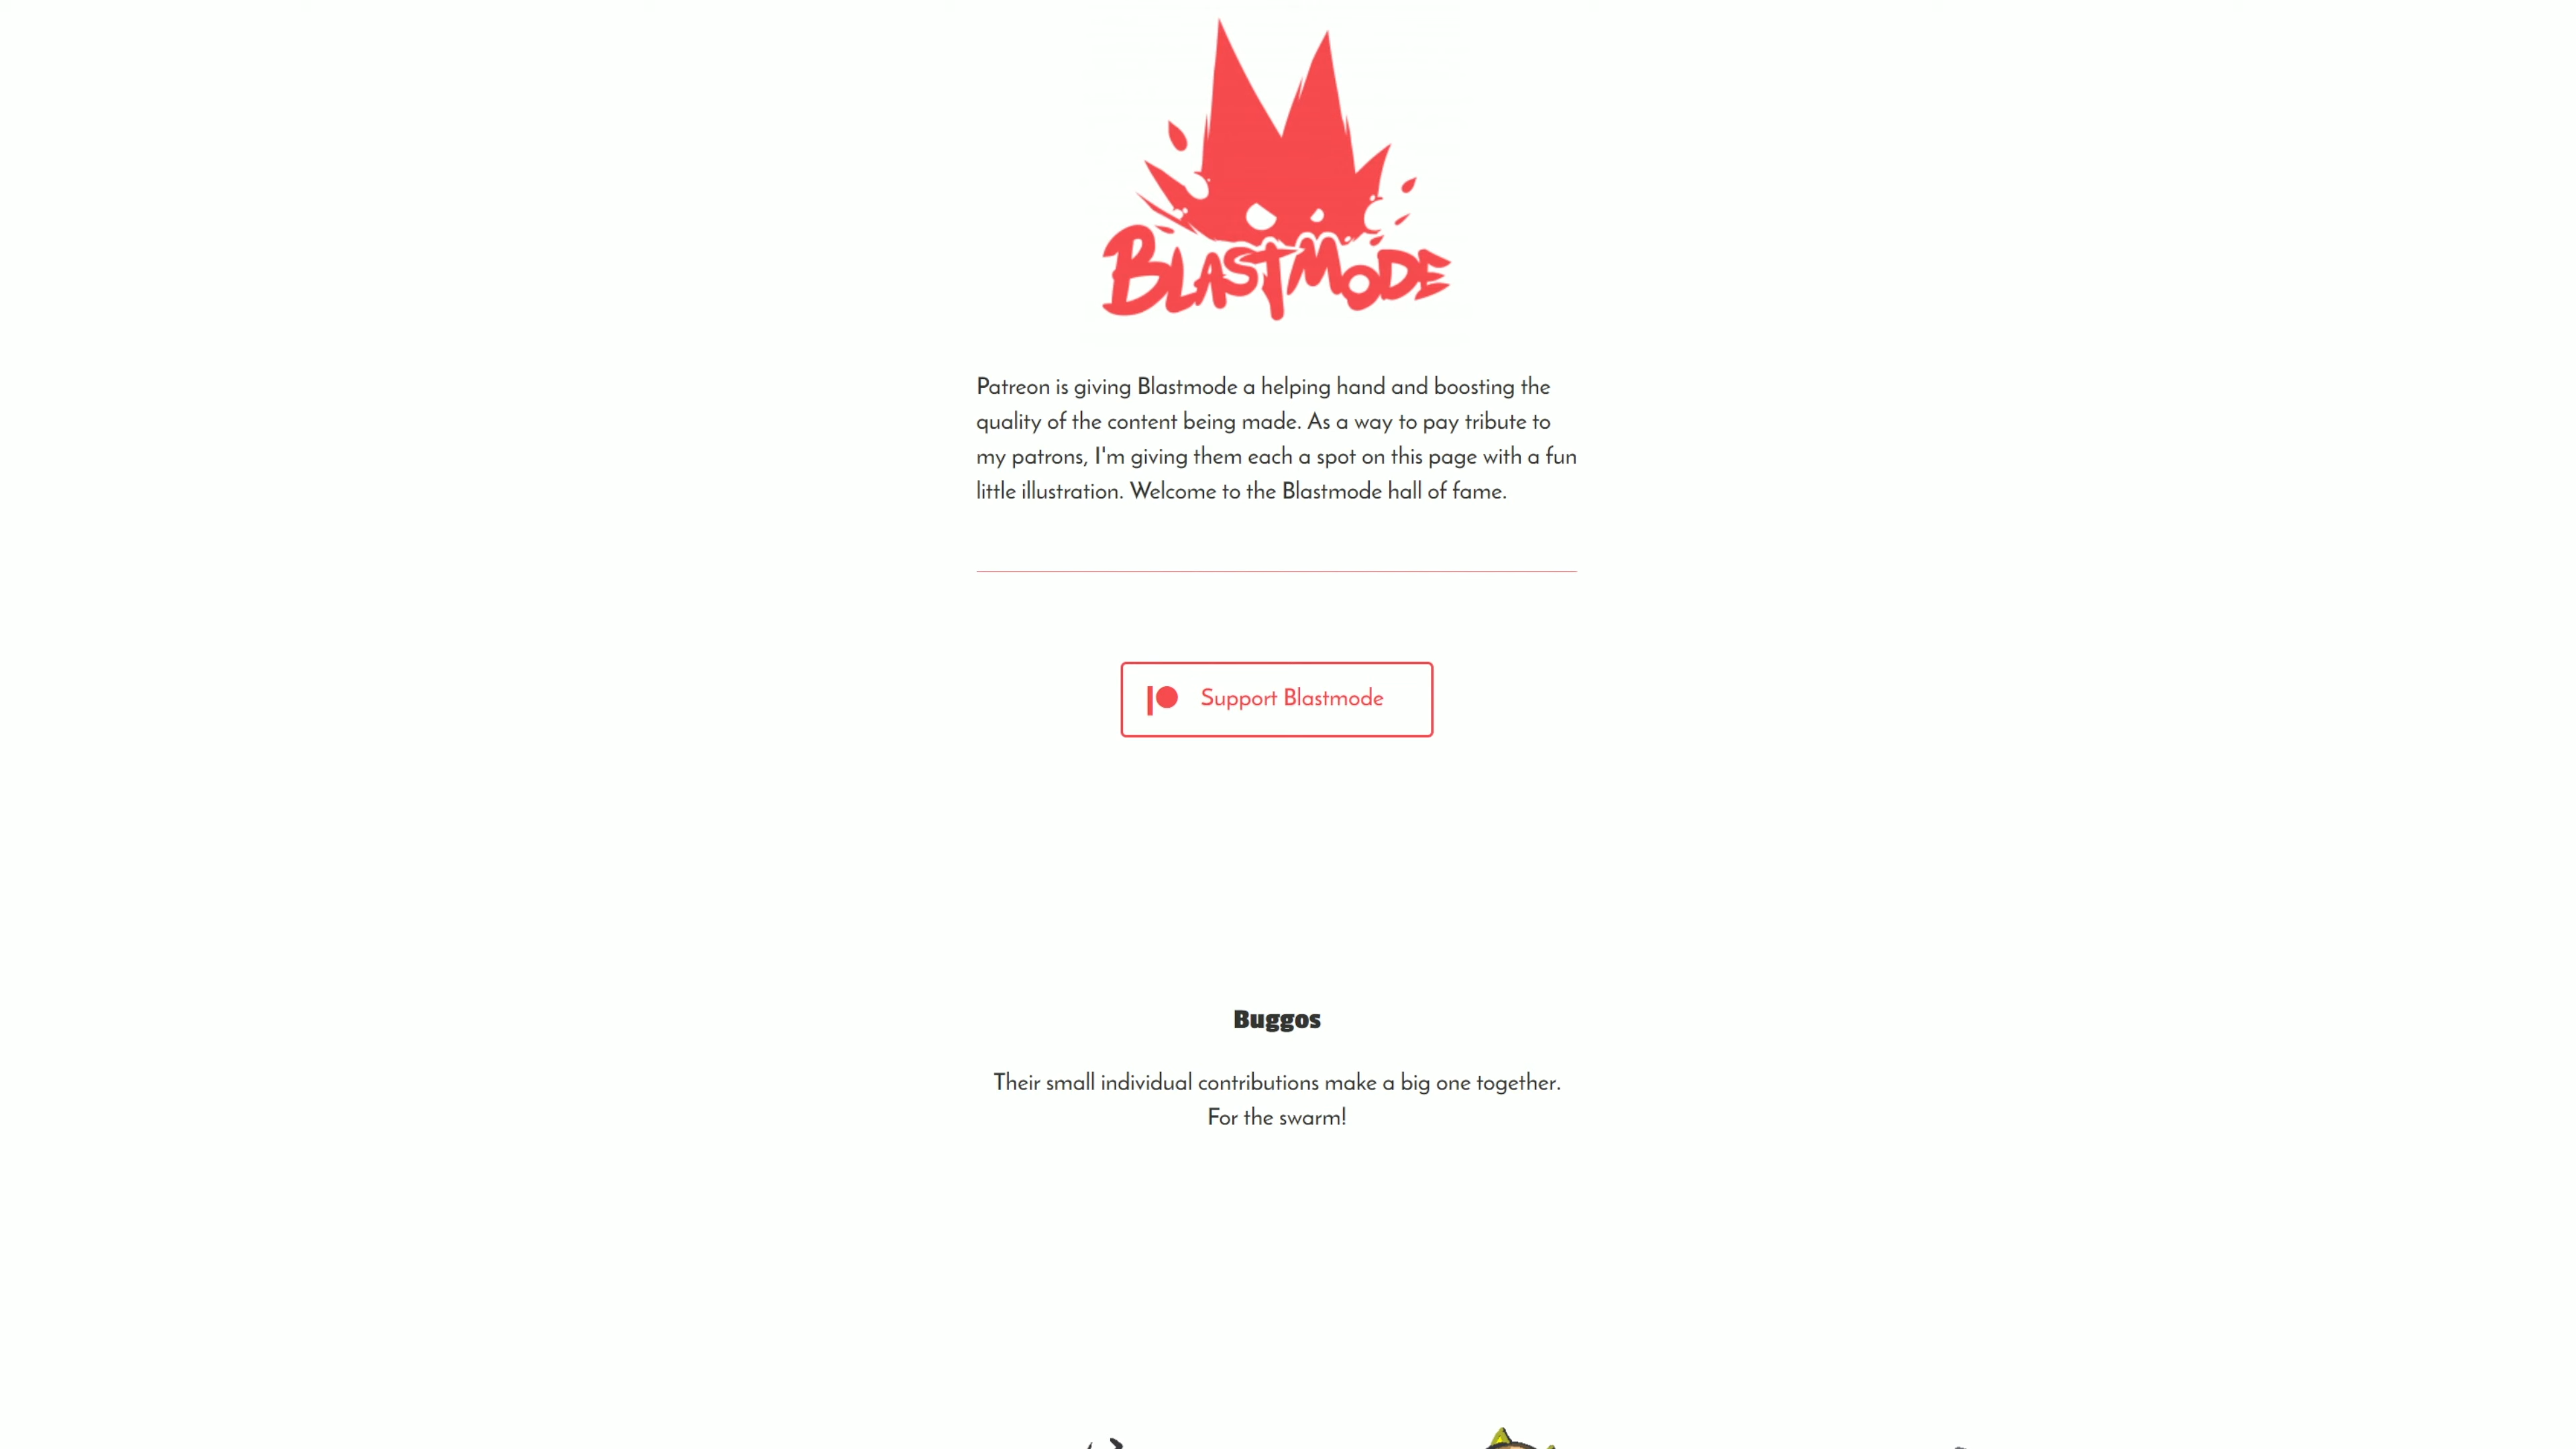 BLASTMODE
Patreon is giving Blastmode a helping hand and boosting the
quality of the content being made. As a way to pay tribute to
my patrons, I'm giving them each a spot on this page with a fun
little illustration. Welcome to the Blastmode hall of fame.
Support Blastmode
Buggos
Their small individual contributions make a big one together.
For the swarm!